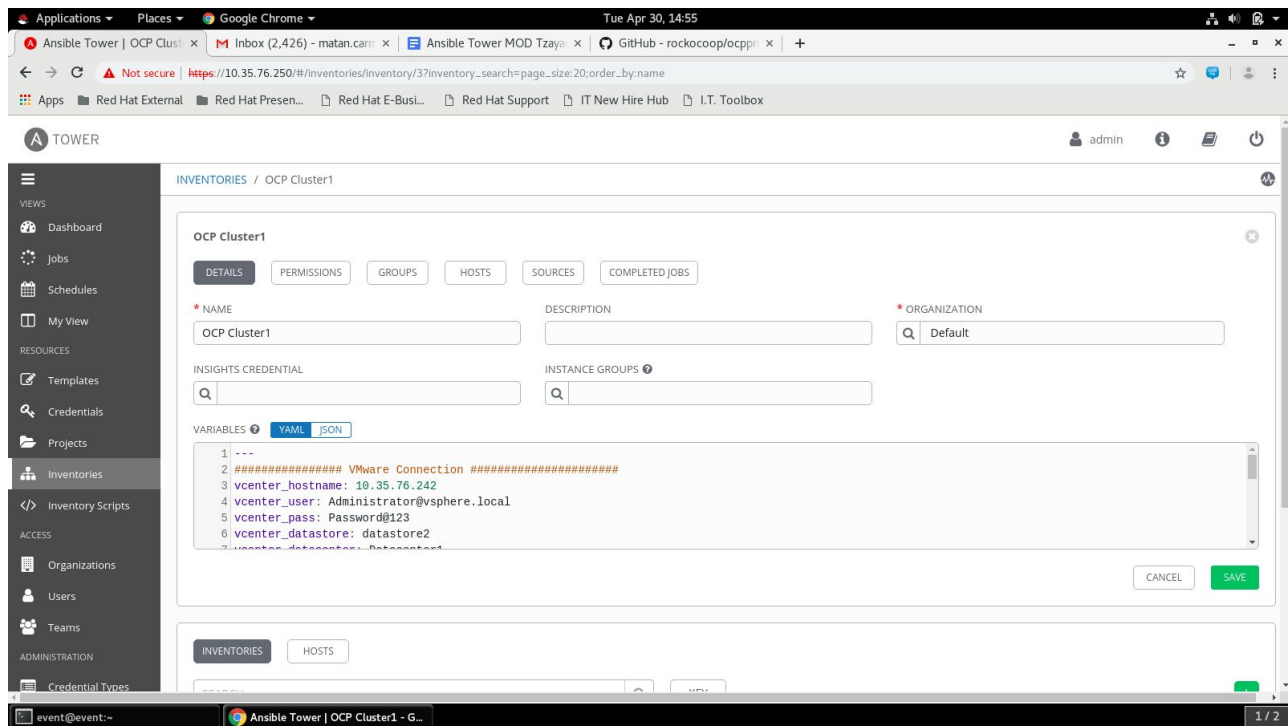 Applications Places Google Chrome Tue Apr 30, 14:55
Ansible Tower | OCP Clust Inbox (2,426) - matan.carm Ansible Tower MOD Tzaya GitHub - rockocoop/ocppr
Not secure | https://10.35.76.250/#/inventories/inventory/3?inventory_search=page_size:20;order_by:name
Apps Red Hat External Red Hat Presen... Red Hat E-Busi... Red Hat Support IT New Hire Hub I.T. Toolbox
A TOWER admin
VIEWS
Dashboard
Jobs
Schedules
My View
RESOURCES
Templates
Credentials
Projects
Inventories
Inventory Scripts
ACCESS
Organizations
Users
Teams
ADMINISTRATION
Credential Types
INVENTORIES / OCP Cluster1
OCP Cluster1
DETAILS PERMISSIONS GROUPS HOSTS SOURCES COMPLETED JOBS
* NAME DESCRIPTION * ORGANIZATION
OCP Cluster1 Default
INSIGHTS CREDENTIAL INSTANCE GROUPS
VARIABLES YAML JSON
1 ---
2 ################ VMware Connection ######################
3 vcenter_hostname: 10.35.76.242
4 vcenter_user: Administrator@vsphere.local
5 vcenter_pass: Password@123
6 vcenter_datastore: datastore2
7 vcenter_datacenter: Datacenter1
CANCEL SAVE
INVENTORIES HOSTS
SEARCH KEY
event@event:~ Ansible Tower | OCP Cluster1 - G... 1 / 2